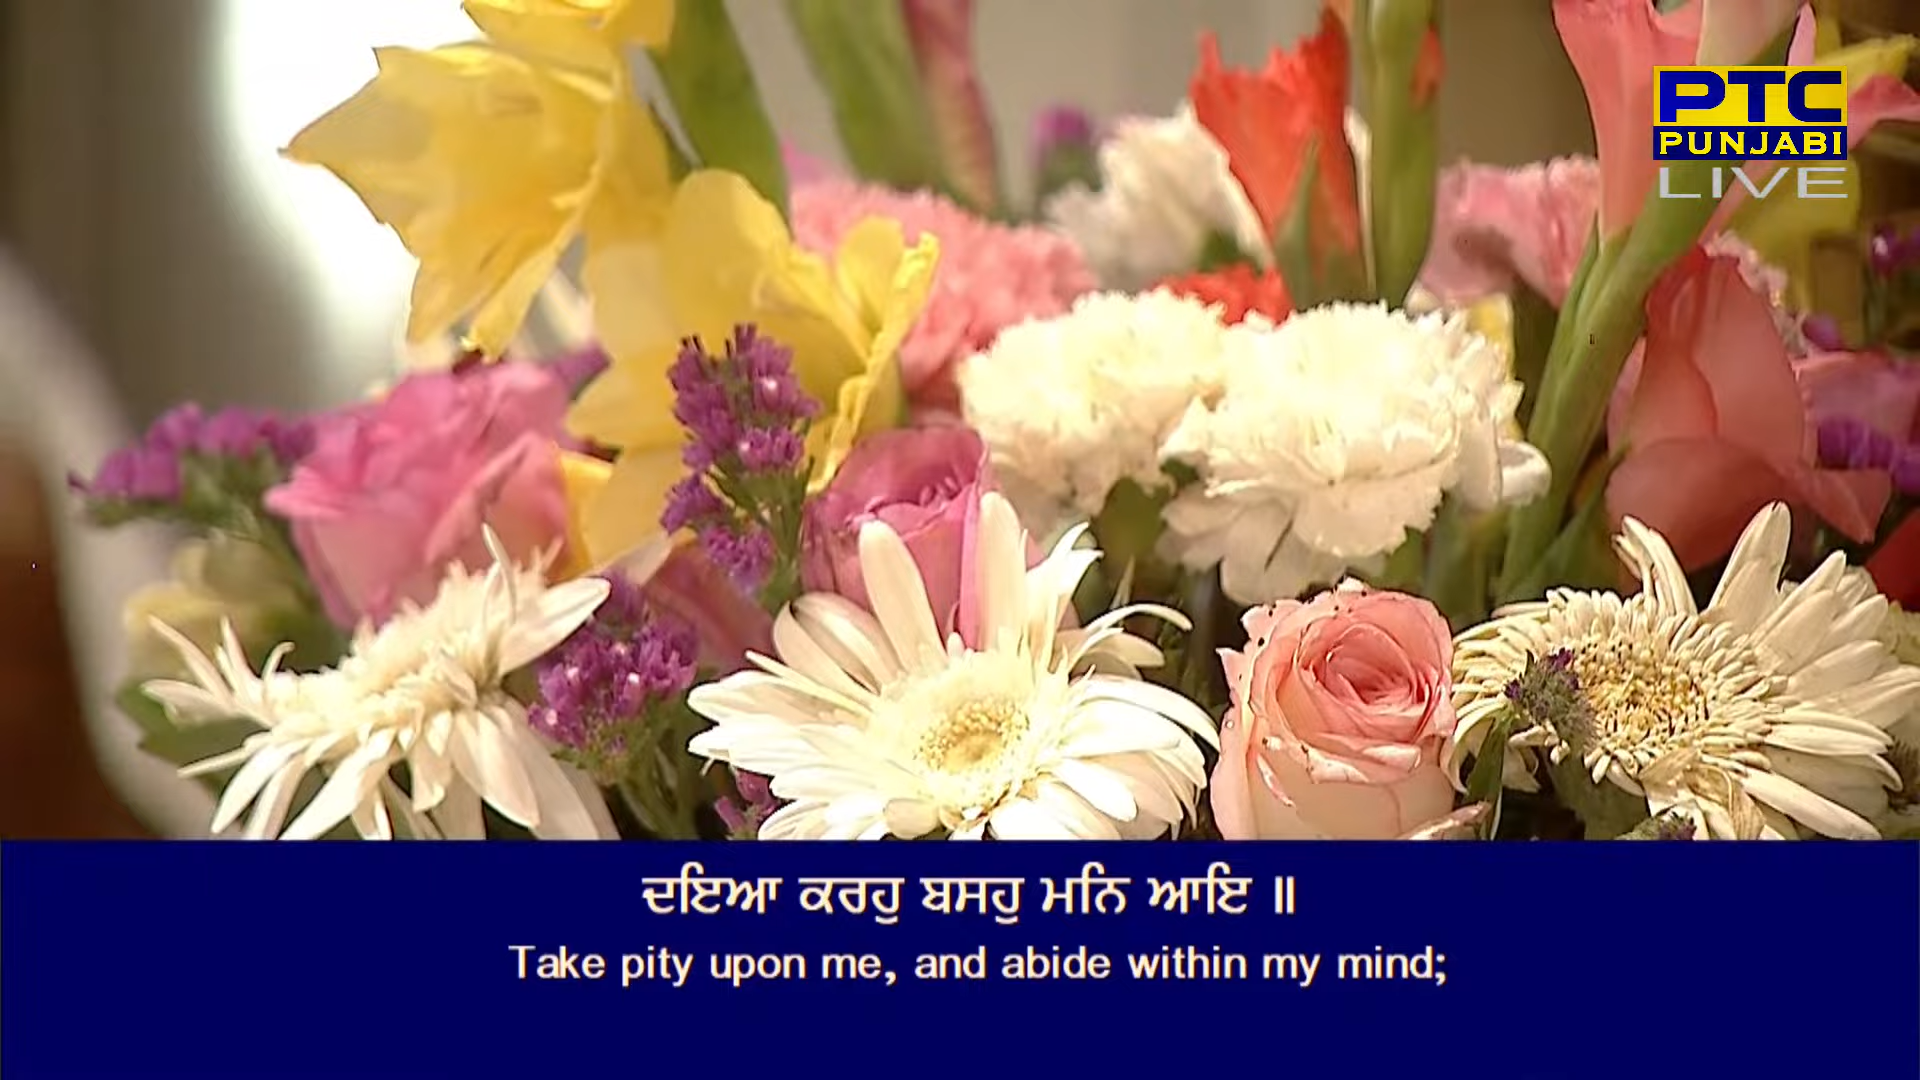 PTC
PUNJABI
LIVE
ਦਇਆ ਕਰਹੁ ਬਸਹੁ ਮਨਿ ਆਇ ॥
Take pity upon me, and abide within my mind;